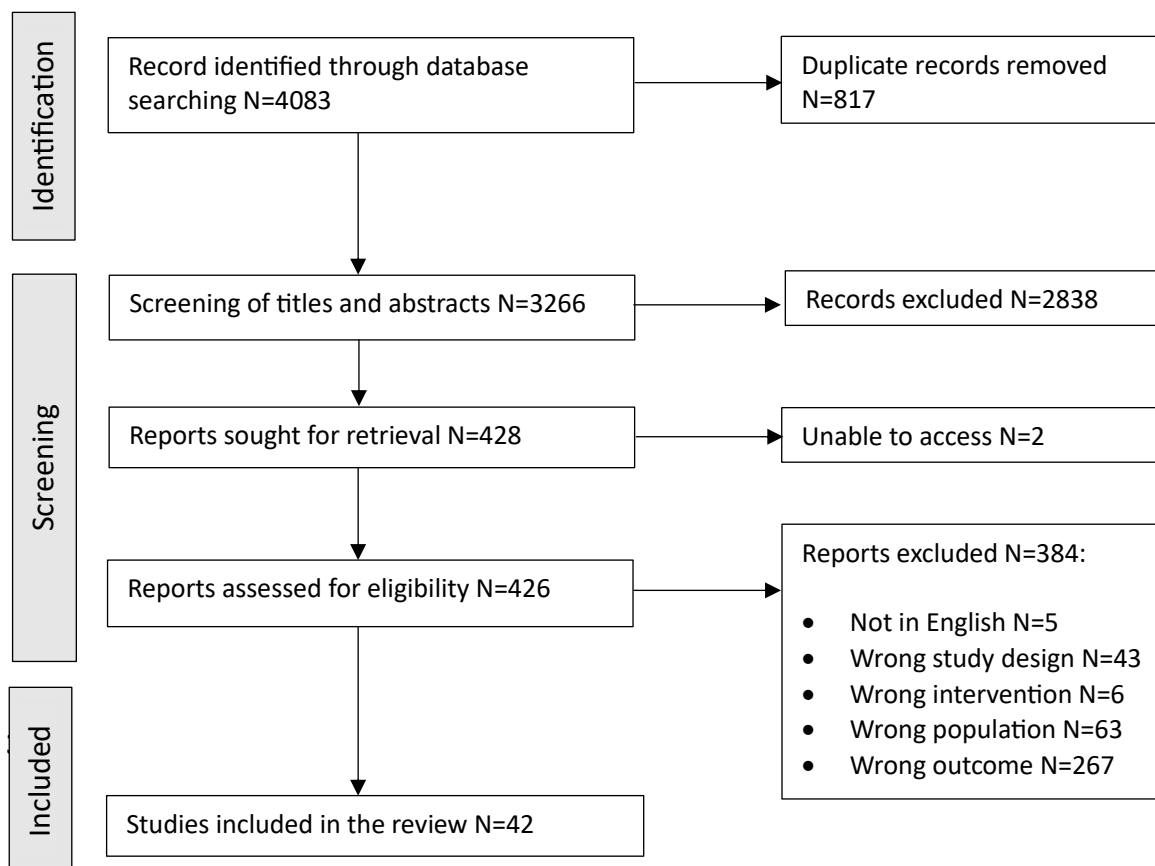 Identification
Record identified through database
searching N=4083
Duplicate records removed
N=817
Screening
Screening of titles and abstracts N=3266
Records excluded N=2838
Reports sought for retrieval N=428
Unable to access N=2
Reports assessed for eligibility N=426
Reports excluded N=384:
• Not in English N=5
• Wrong study design N=43
• Wrong intervention N=6
• Wrong population N=63
• Wrong outcome N=267
Included
Studies included in the review N=42